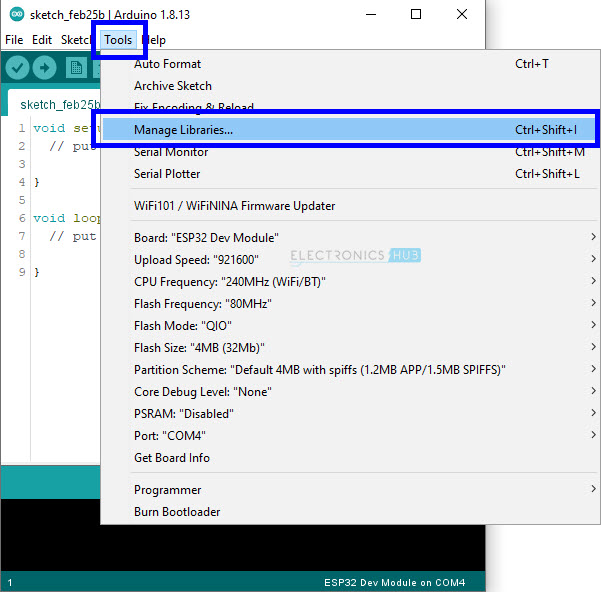 sketch_feb25b | Arduino 1.8.13
File Edit Sketch Tools Help
Auto Format Ctrl+T
Archive Sketch
Fix Encoding & Reload
Manage Libraries... Ctrl+Shift+I
Serial Monitor Ctrl+Shift+M
Serial Plotter Ctrl+Shift+L
WiFi101 / WiFiNINA Firmware Updater
Board: "ESP32 Dev Module"
Upload Speed: "921600"
CPU Frequency: "240MHz (WiFi/BT)"
Flash Frequency: "80MHz"
Flash Mode: "QIO"
Flash Size: "4MB (32Mb)"
Partition Scheme: "Default 4MB with spiffs (1.2MB APP/1.5MB SPIFFS)"
Core Debug Level: "None"
PSRAM: "Disabled"
Port: "COM4"
Get Board Info
Programmer
Burn Bootloader
ELECTRONICS HUB
sketch_feb25b
1 void se
2 // put
3
4 }
5
6 void loop
7 // put
8
9 }
1 ESP32 Dev Module on COM4